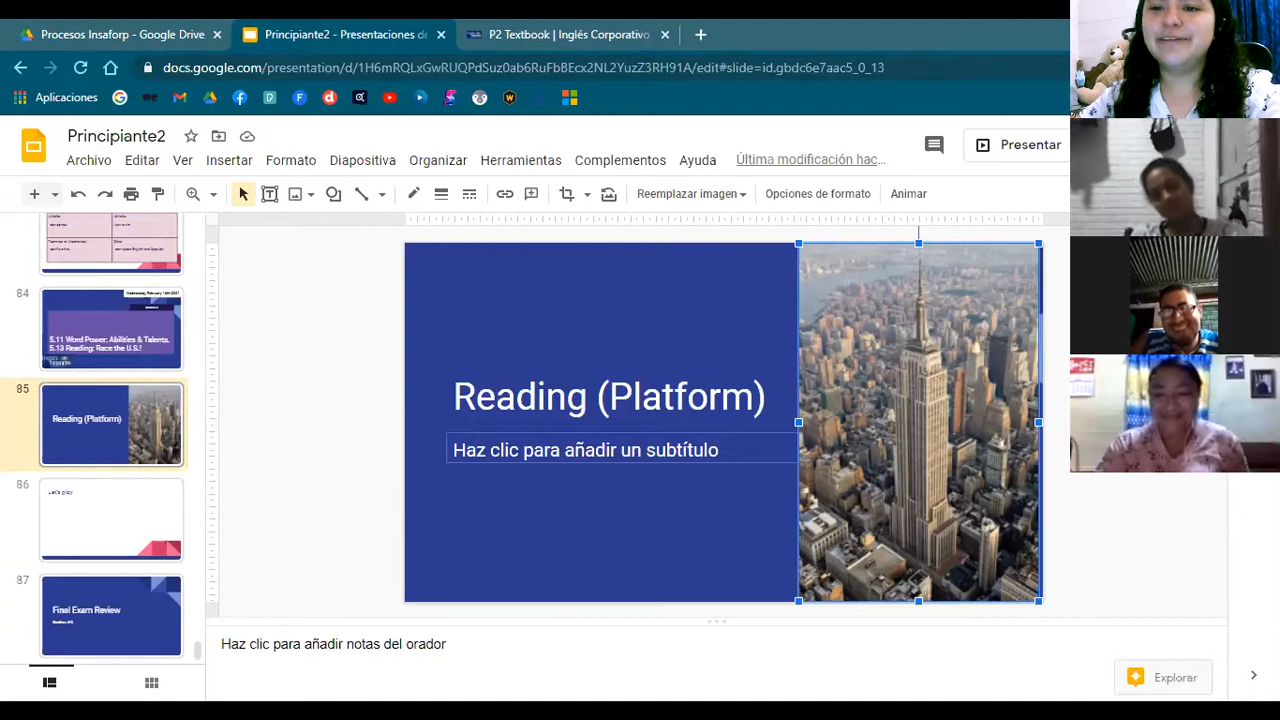 Procesos Insaforp - Google Drive
Principiante2 - Presentaciones de
P2 Textbook | Inglés Corporativo
docs.google.com/presentation/d/1H6mRQLxGwRUQPdSuz0ab6RuFbBEcx2NL2YuzZ3RH91A/edit#slide=id.gbdc6e7aac5_0_13
Aplicaciones
Principiante2
Archivo Editar Ver Insertar Formato Diapositiva Organizar Herramientas Complementos Ayuda Última modificación hac...
Presentar
Reemplazar imagen Opciones de formato Animar
84
5.11 Word Power: Abilities & Talents.
5.13 Reading: Race the U.S.!
85
Reading (Platform)
86
Let's play
87
Final Exam Review
Reading (Platform)
Haz clic para añadir un subtítulo
Haz clic para añadir notas del orador
Explorar